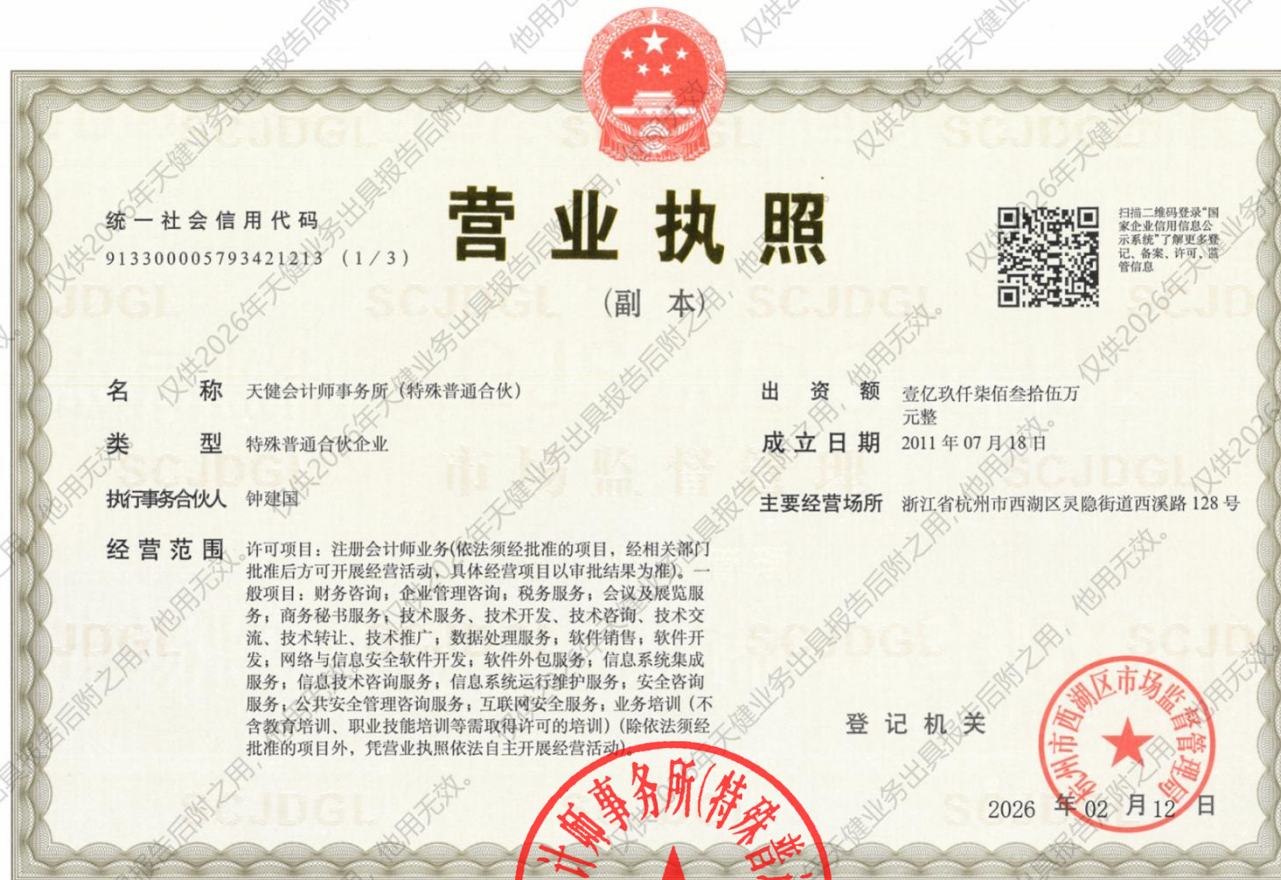 营业执照
(副 本)
统一社会信用代码
913300005793421213 (1/3)
扫描二维码登录“国
家企业信用信息公
示系统”了解更多登
记、备案、许可、监
管信息
名 称 天健会计师事务所 (特殊普通合伙)
类 型 特殊普通合伙企业
执行事务合伙人 钟建国
经营范围 许可项目：注册会计师业务(依法须经批准的项目，经相关部门
批准后方可开展经营活动，具体经营项目以审批结果为准)。一
般项目：财务咨询；企业管理咨询；税务服务；会议及展览服
务；商务秘书服务；技术服务、技术开发、技术咨询、技术交
流、技术转让、技术推广；数据处理服务；软件销售；软件开
发；网络与信息安全软件开发；软件外包服务；信息系统集成
服务；信息技术咨询服务；信息系统运行维护服务；安全咨询
服务；公共安全管理咨询服务；互联网安全服务；业务培训 (不
含教育培训、职业技能培训等需取得许可的培训) (除依法须经
批准的项目外，凭营业执照依法自主开展经营活动)。
出 资 额 壹亿玖仟柒佰叁拾伍万
元整
成立日期 2011 年 07 月 18 日
主要经营场所 浙江省杭州市西湖区灵隐街道西溪路 128 号
登记机关
杭州市西湖区市场监督管理局
2026 年 02 月 12 日
计师事务所(特殊普
仅供2026年天健业务出具报告后附之用，他用无效。
SCJDGL
市场监督管理